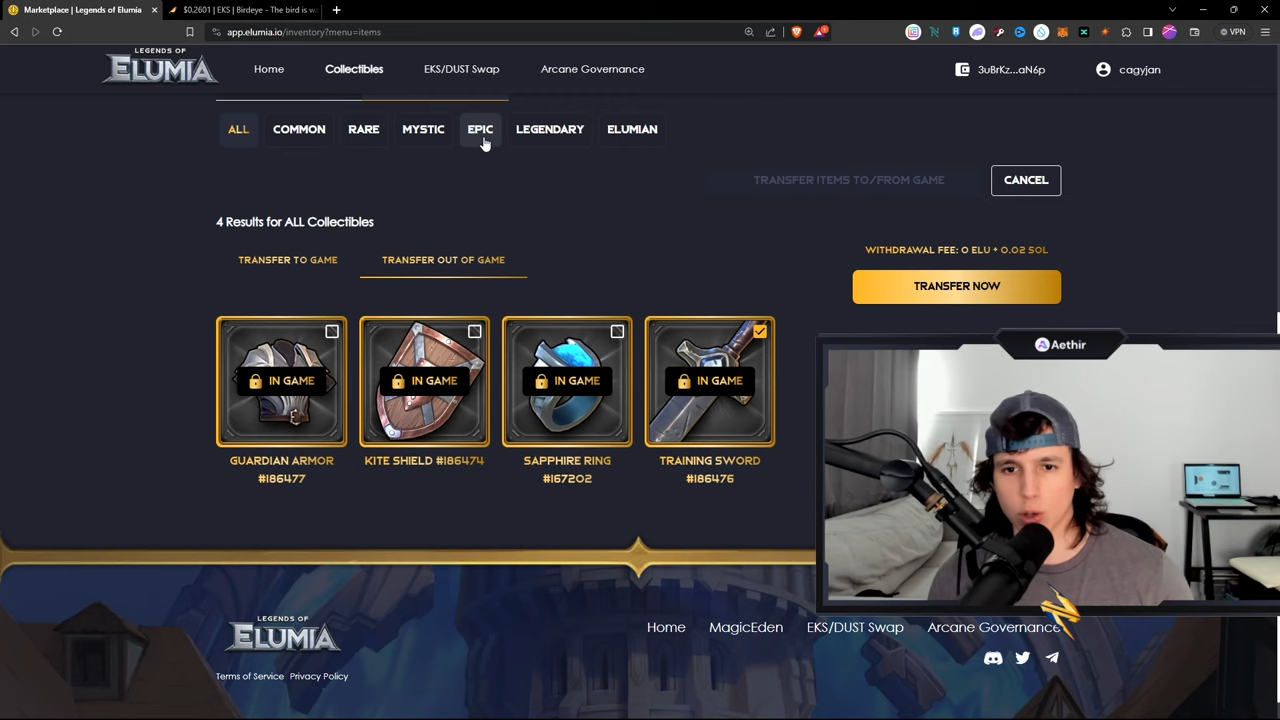 Marketplace | Legends of Elumia
$0.2601 | EKS | Birdeye - The bird is w
app.elumia.io/inventory?menu=items
VPN
LEGENDS OF
ELUMIA
Home
Collectibles
EKS/DUST Swap
Arcane Governance
3uBrKz...aN6p
cagyjan
ALL
COMMON
RARE
MYSTIC
EPIC
LEGENDARY
ELUMIAN
TRANSFER ITEMS TO/FROM GAME
CANCEL
4 Results for ALL Collectibles
TRANSFER TO GAME
TRANSFER OUT OF GAME
WITHDRAWAL FEE: 0 ELU + 0.02 SOL
TRANSFER NOW
IN GAME
IN GAME
IN GAME
IN GAME
GUARDIAN ARMOR
#186477
KITE SHIELD #186474
SAPPHIRE RING
#167202
TRAINING SWORD
#186476
Aethir
LEGENDS OF
ELUMIA
Terms of Service
Privacy Policy
Home
MagicEden
EKS/DUST Swap
Arcane Governance